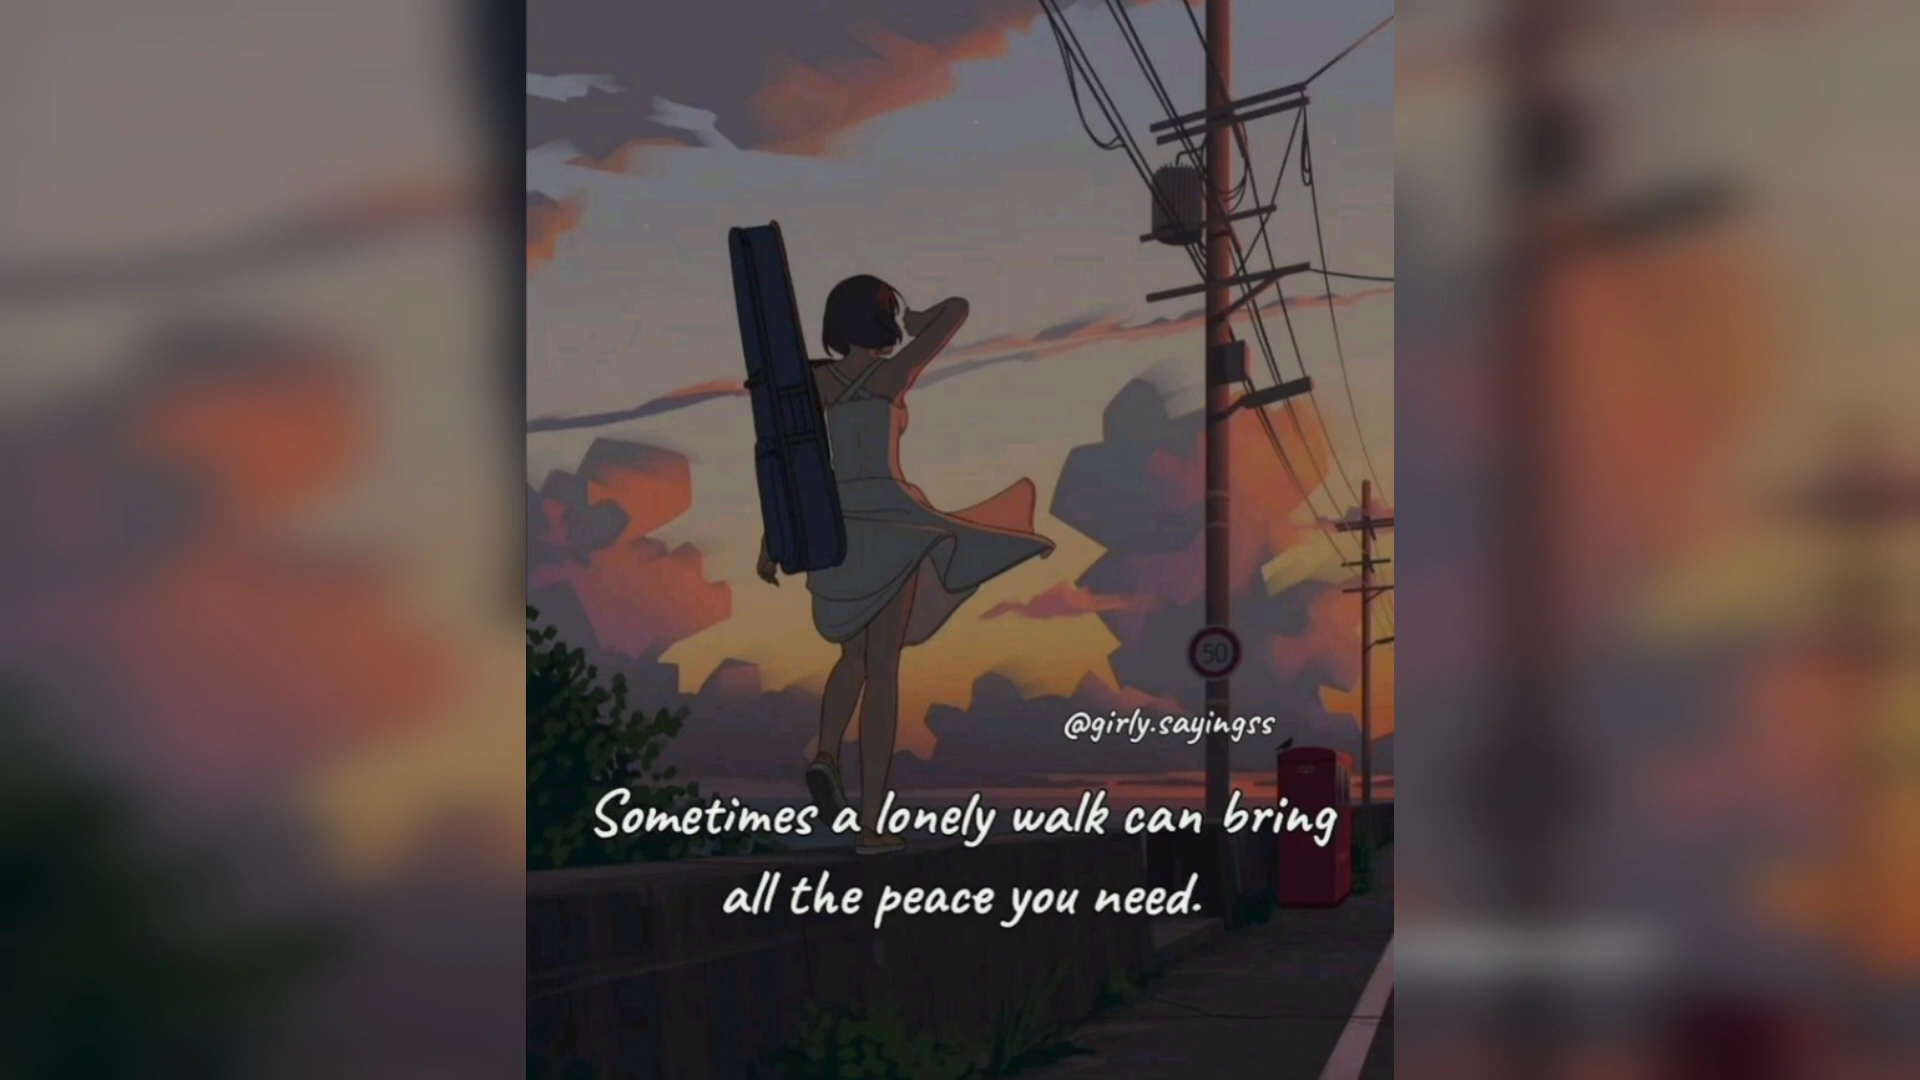 50
@girly.sayingss
Sometimes a lonely walk can bring
all the peace you need.